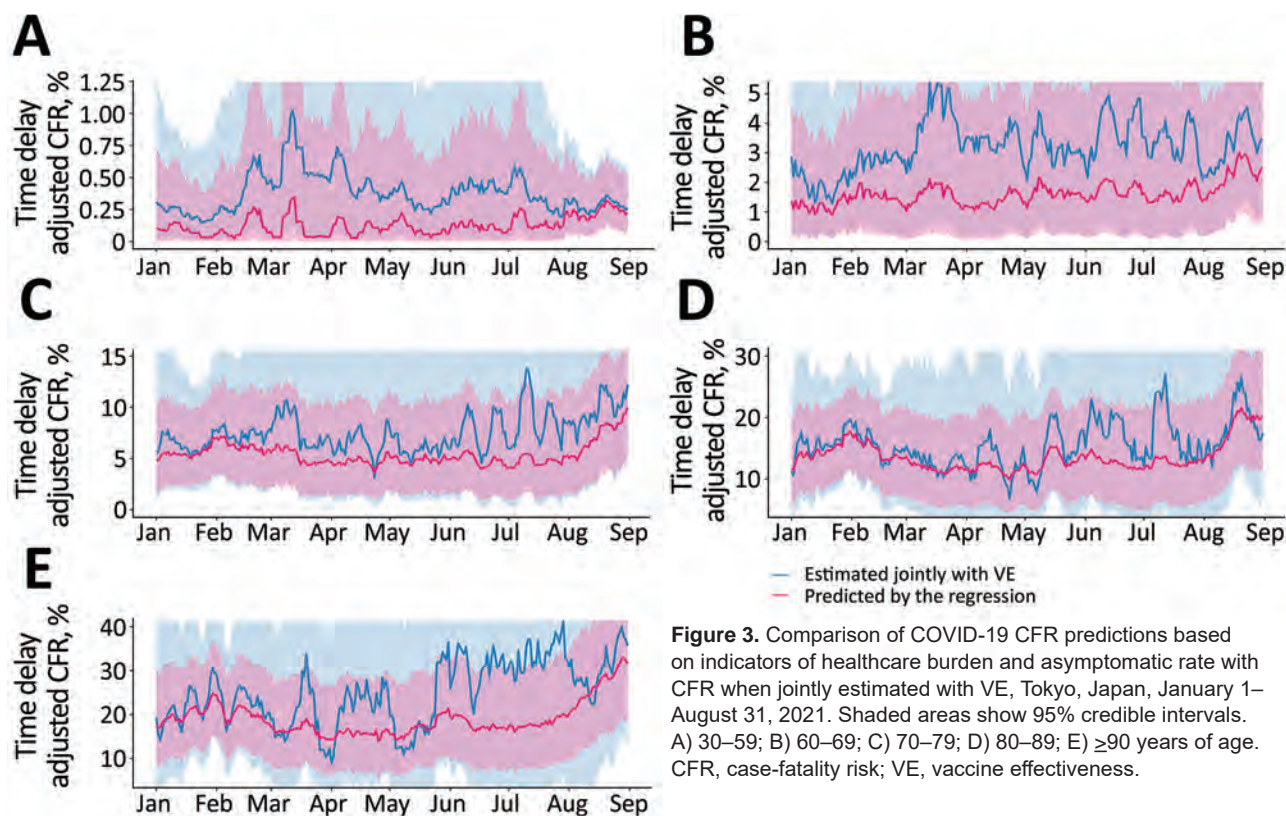 A
Time delay
adjusted CFR, %
1.25
1.00
0.75
0.50
0.25
0
Jan Feb Mar Apr May Jun Jul Aug Sep
B
Time delay
adjusted CFR, %
5
4
3
2
1
0
Jan Feb Mar Apr May Jun Jul Aug Sep
C
Time delay
adjusted CFR, %
15
10
5
0
Jan Feb Mar Apr May Jun Jul Aug Sep
D
Time delay
adjusted CFR, %
30
20
10
Jan Feb Mar Apr May Jun Jul Aug Sep
E
Time delay
adjusted CFR, %
40
30
20
10
Jan Feb Mar Apr May Jun Jul Aug Sep
Estimated jointly with VE
Predicted by the regression
Figure 3. Comparison of COVID-19 CFR predictions based
on indicators of healthcare burden and asymptomatic rate with
CFR when jointly estimated with VE, Tokyo, Japan, January 1–
August 31, 2021. Shaded areas show 95% credible intervals.
A) 30–59; B) 60–69; C) 70–79; D) 80–89; E) ≥90 years of age.
CFR, case-fatality risk; VE, vaccine effectiveness.